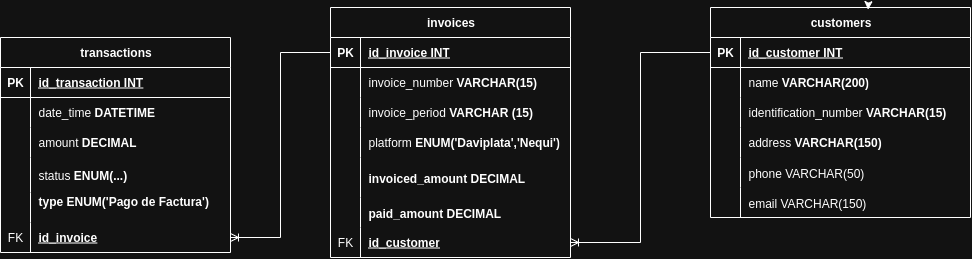 transactions
PK id_transaction INT
date_time DATETIME
amount DECIMAL
status ENUM(...)
type ENUM('Pago de Factura')
FK id_invoice
invoices
PK id_invoice INT
invoice_number VARCHAR(15)
invoice_period VARCHAR (15)
platform ENUM('Daviplata','Nequi')
invoiced_amount DECIMAL
paid_amount DECIMAL
FK id_customer
customers
PK id_customer INT
name VARCHAR(200)
identification_number VARCHAR(15)
address VARCHAR(150)
phone VARCHAR(50)
email VARCHAR(150)